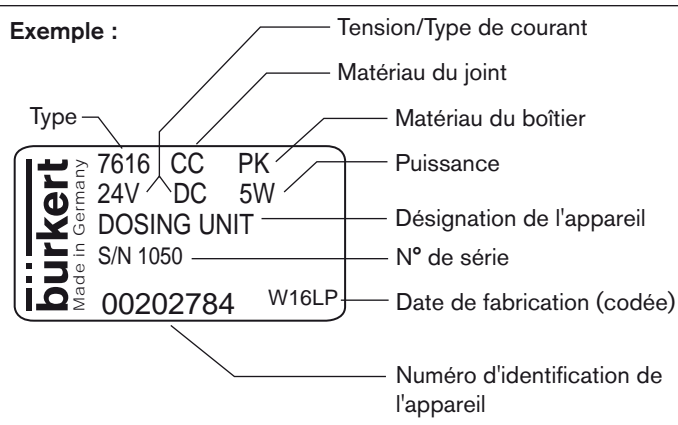 Exemple :
Tension/Type de courant
Matériau du joint
Type
Matériau du boîtier
7616 CC PK
Puissance
24V DC 5W
DOSING UNIT
Désignation de l'appareil
S/N 1050
N° de série
00202784 W16LP
Date de fabrication (codée)
bürkert
Made in Germany
Numéro d'identification de
l'appareil